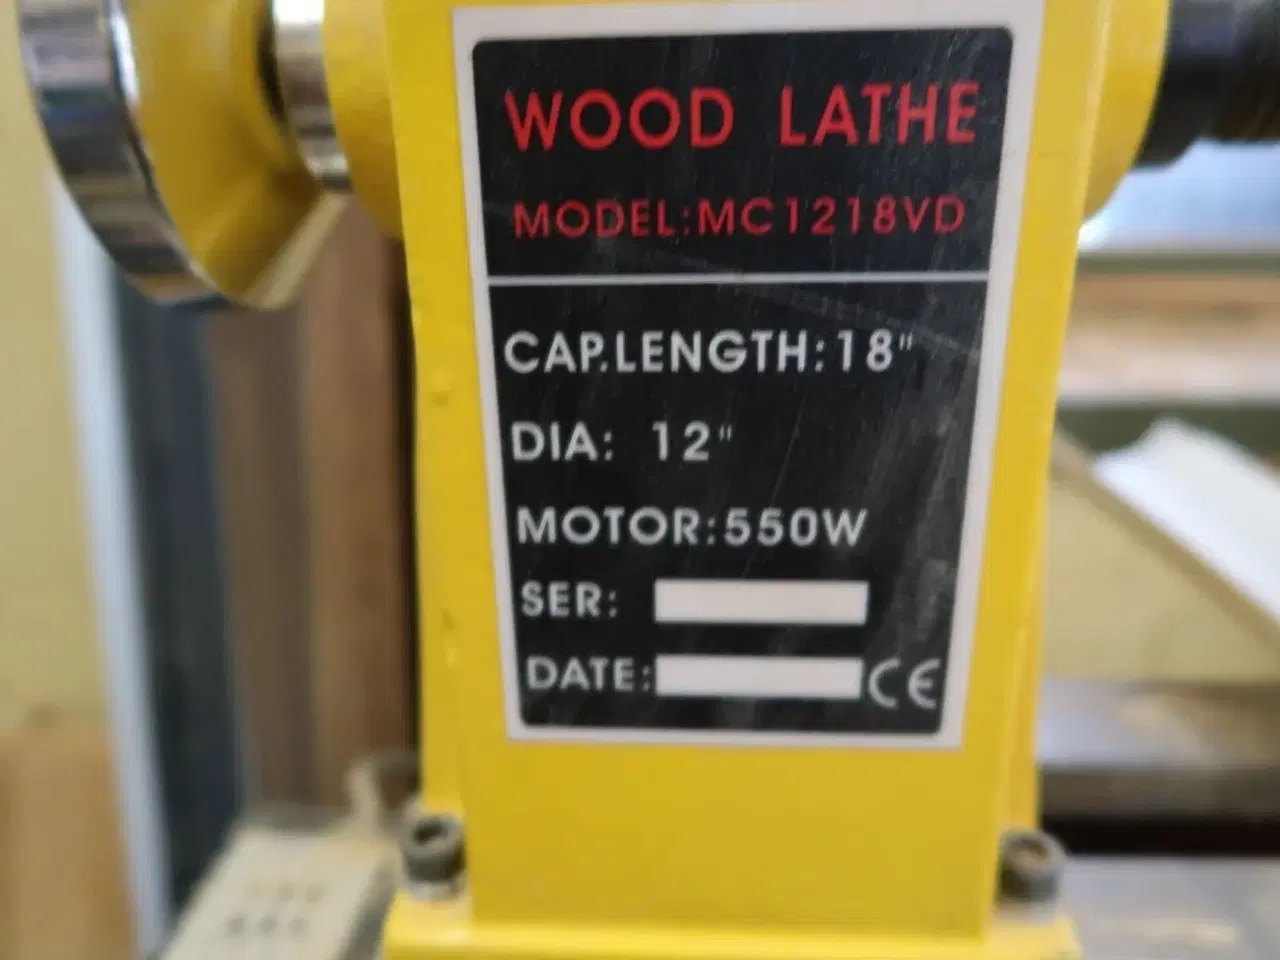 WOOD LATHE
MODEL:MC1218VD
CAP.LENGTH:18"
DIA: 12"
MOTOR:550W
SER:
DATE: CE